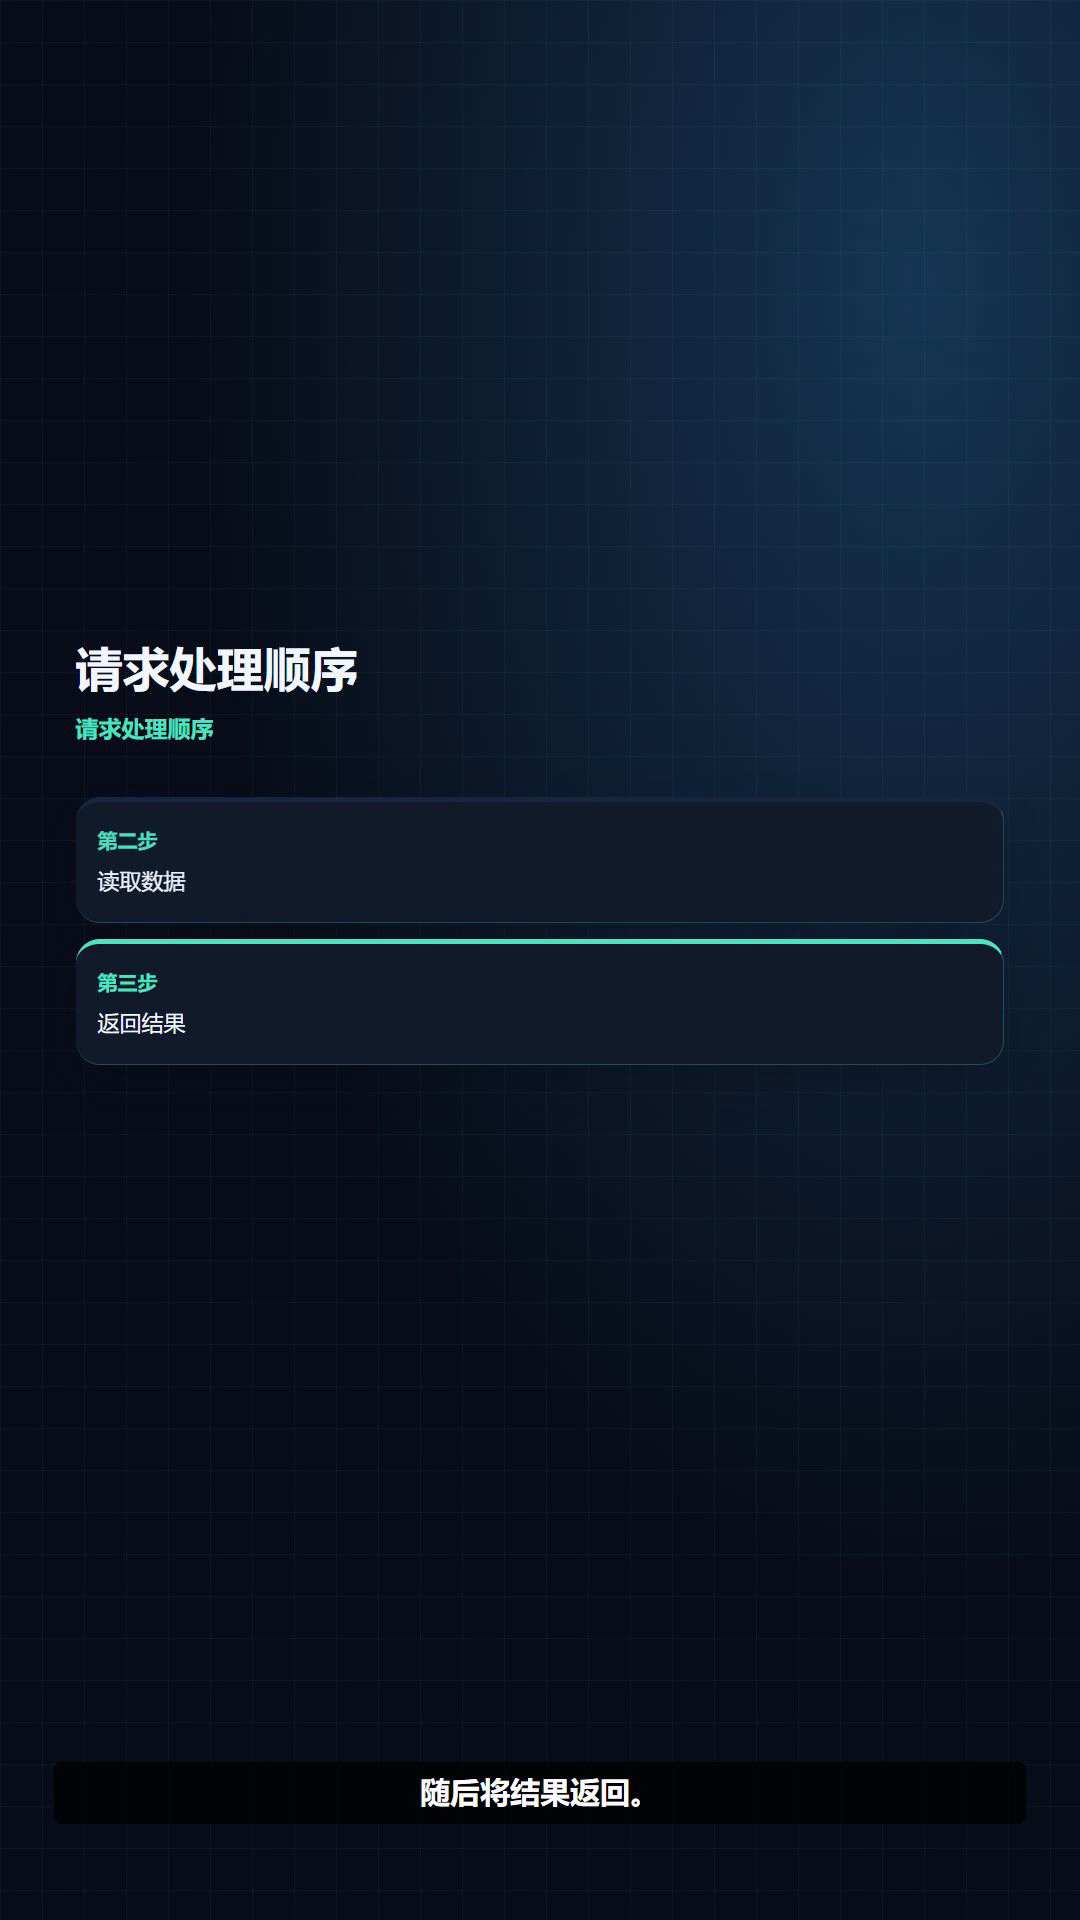 请求处理顺序
请求处理顺序
第二步
读取数据
第三步
返回结果
随后将结果返回。